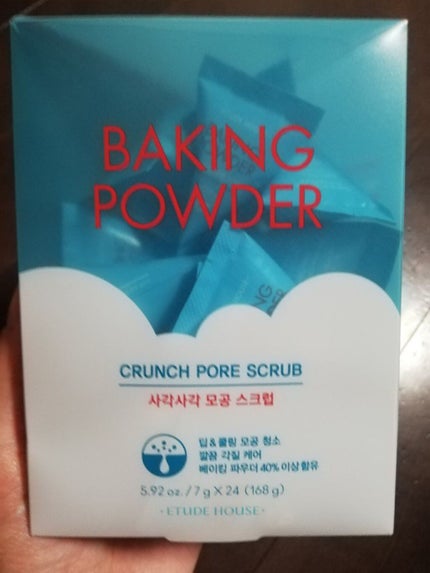 BAKING
POWDER
CRUNCH PORE SCRUB
사각사각 모공 스크럽
딥&쿨링 모공 청소
말끔 각질 케어
베이킹 파우더 40% 이상 함유
5.92 oz. / 7 g X 24 (168 g)
·ETUDE HOUSE·